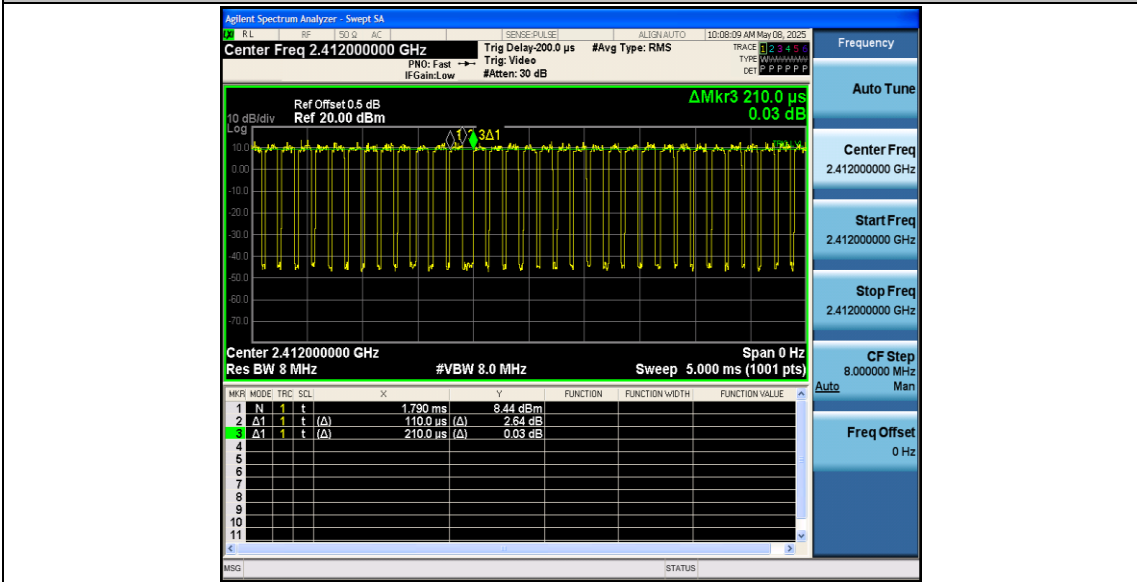 Agilent Spectrum Analyzer - Swept SA
RL RF 50 Ω AC SENSE:PULSE ALIGN AUTO 10:08:09 AM May 08, 2025
Center Freq 2.412000000 GHz
PNO: Fast
IFGain:Low
Trig Delay-200.0 µs #Avg Type: RMS
Trig: Video
#Atten: 30 dB
TRACE 1 2 3 4 5 6
TYPE W
DET P P P P P P
Frequency
Auto Tune
Center Freq
2.412000000 GHz
Start Freq
2.412000000 GHz
Stop Freq
2.412000000 GHz
CF Step
8.000000 MHz
Auto Man
Freq Offset
0 Hz
ΔMkr3 210.0 µs
0.03 dB
Ref Offset 0.5 dB
10 dB/div Ref 20.00 dBm
Log
10.0
0.00
-10.0
-20.0
-30.0
-40.0
-50.0
-60.0
-70.0
3Δ1
Center 2.412000000 GHz Span 0 Hz
Res BW 8 MHz #VBW 8.0 MHz Sweep 5.000 ms (1001 pts)
MKR MODE TRC SCL X Y FUNCTION FUNCTION WIDTH FUNCTION VALUE
1 N 1 t 1.790 ms 8.44 dBm
2 Δ1 1 t (Δ) 110.0 µs (Δ) 2.64 dB
3 Δ1 1 t (Δ) 210.0 µs (Δ) 0.03 dB
4
5
6
7
8
9
10
11
MSG STATUS